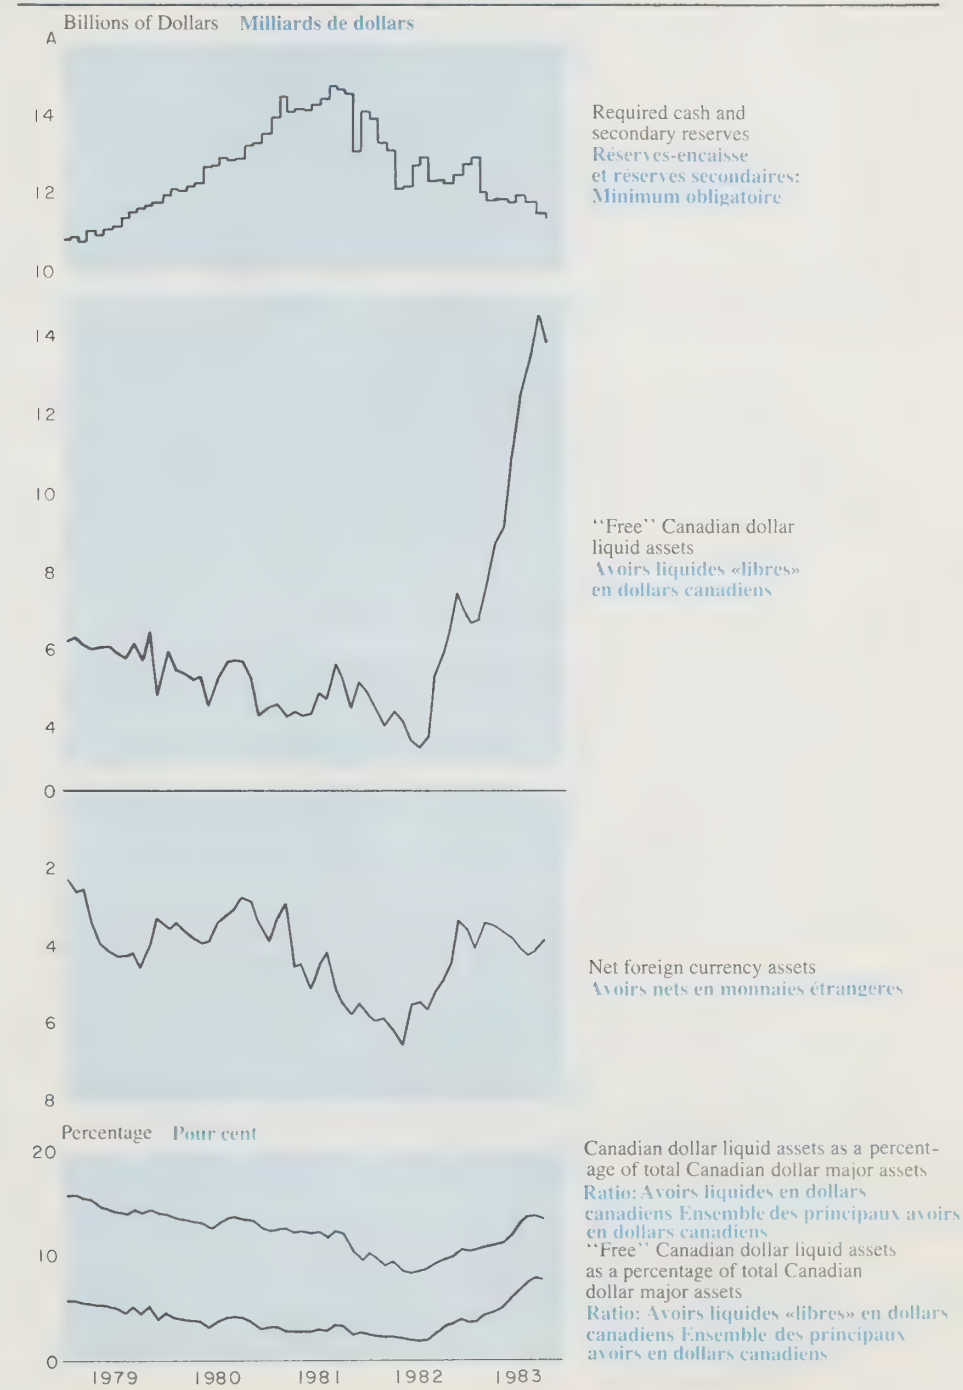 Billions of Dollars Milliards de dollars
A
14
12
10
Required cash and
secondary reserves
Réserves-encaisse
et réserves secondaires:
Minimum obligatoire
14
12
10
8
6
4
0
"Free" Canadian dollar
liquid assets
Avoirs liquides «libres»
en dollars canadiens
2
4
6
8
Net foreign currency assets
Avoirs nets en monnaies étrangères
Percentage Pour cent
20
10
0
Canadian dollar liquid assets as a percent-
age of total Canadian dollar major assets
Ratio: Avoirs liquides en dollars
canadiens Ensemble des principaux avoirs
en dollars canadiens
"Free" Canadian dollar liquid assets
as a percentage of total Canadian
dollar major assets
Ratio: Avoirs liquides «libres» en dollars
canadiens Ensemble des principaux
avoirs en dollars canadiens
1979 1980 1981 1982 1983